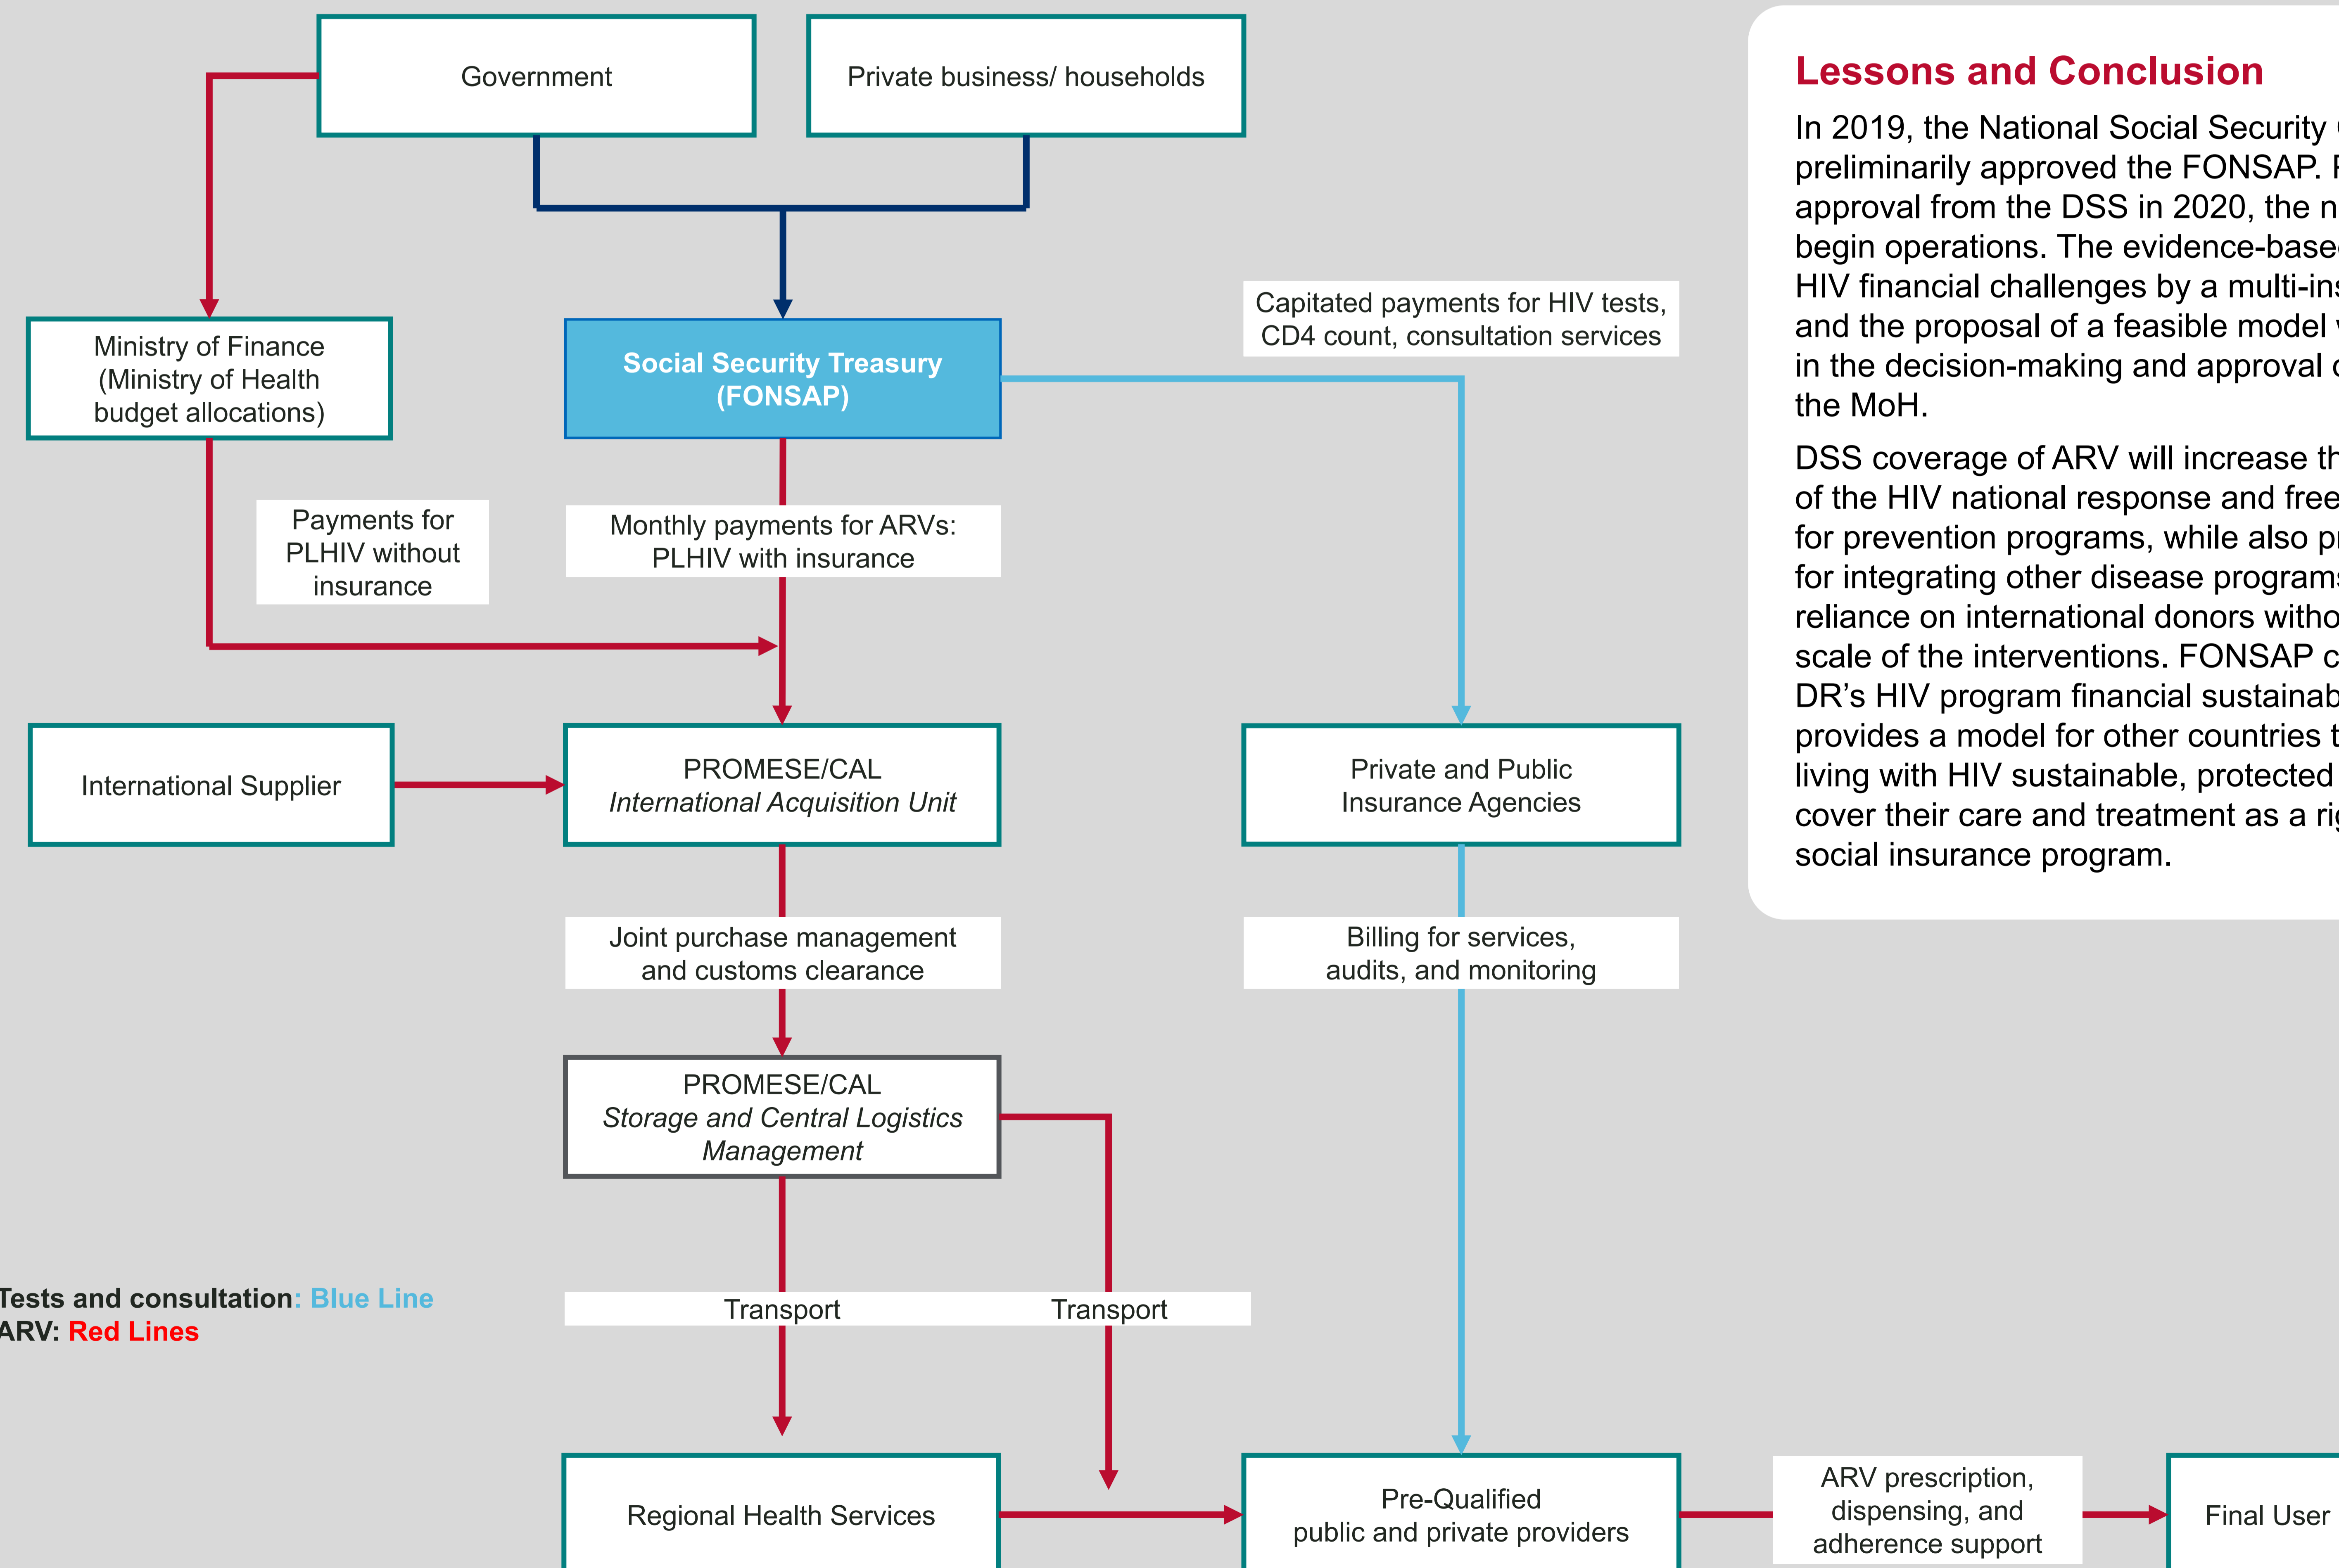 Government
Private business/ households
Ministry of Finance
(Ministry of Health
budget allocations)
Social Security Treasury
(FONSAP)
Capitated payments for HIV tests,
CD4 count, consultation services
Payments for
PLHIV without
insurance
Monthly payments for ARVs:
PLHIV with insurance
International Supplier
PROMESE/CAL
International Acquisition Unit
Private and Public
Insurance Agencies
Joint purchase management
and customs clearance
Billing for services,
audits, and monitoring
PROMESE/CAL
Storage and Central Logistics
Management
Tests and consultation: Blue Line
ARV: Red Lines
Transport
Transport
Regional Health Services
Pre-Qualified
public and private providers
ARV prescription,
dispensing, and
adherence support
Final User
Lessons and Conclusion
In 2019, the National Social Security
preliminarily approved the FONSAP.
approval from the DSS in 2020, the
begin operations. The
HIV financial challenges by a
and the proposal of a feasible model
in the decision-making and approval
the MoH.
DSS coverage of ARV will increase
of the HIV national response and
for prevention programs, while also
for integrating other disease programs
reliance on international donors
scale of the interventions. FONSAP
DR's HIV program financial
provides a model for other countries
living with HIV sustainable, protected
cover their care and treatment as a
social insurance program.